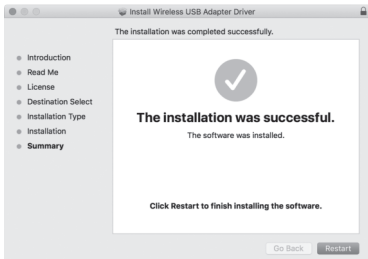 Install Wireless USB Adapter Driver
The installation was completed successfully.
Introduction
Read Me
License
Destination Select
Installation Type
Installation
Summary
The installation was successful.
The software was installed.
Click Restart to finish installing the software.
Go Back
Restart